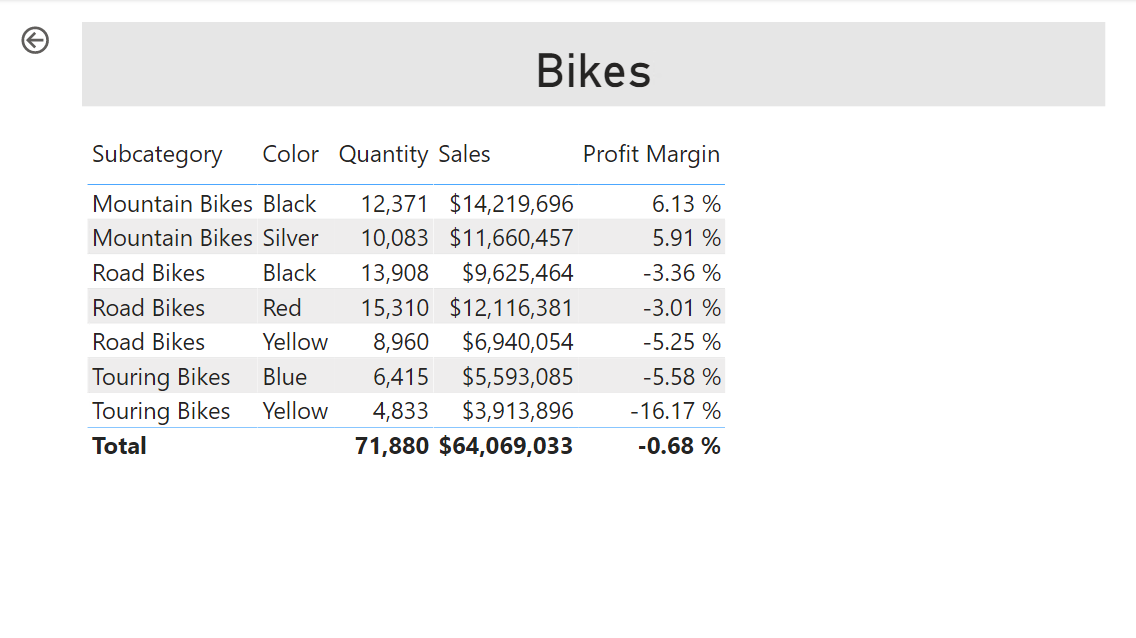 Bikes
Subcategory Color Quantity Sales Profit Margin
Mountain Bikes Black 12,371 $14,219,696 6.13 %
Mountain Bikes Silver 10,083 $11,660,457 5.91 %
Road Bikes Black 13,908 $9,625,464 -3.36 %
Road Bikes Red 15,310 $12,116,381 -3.01 %
Road Bikes Yellow 8,960 $6,940,054 -5.25 %
Touring Bikes Blue 6,415 $5,593,085 -5.58 %
Touring Bikes Yellow 4,833 $3,913,896 -16.17 %
Total 71,880 $64,069,033 -0.68 %